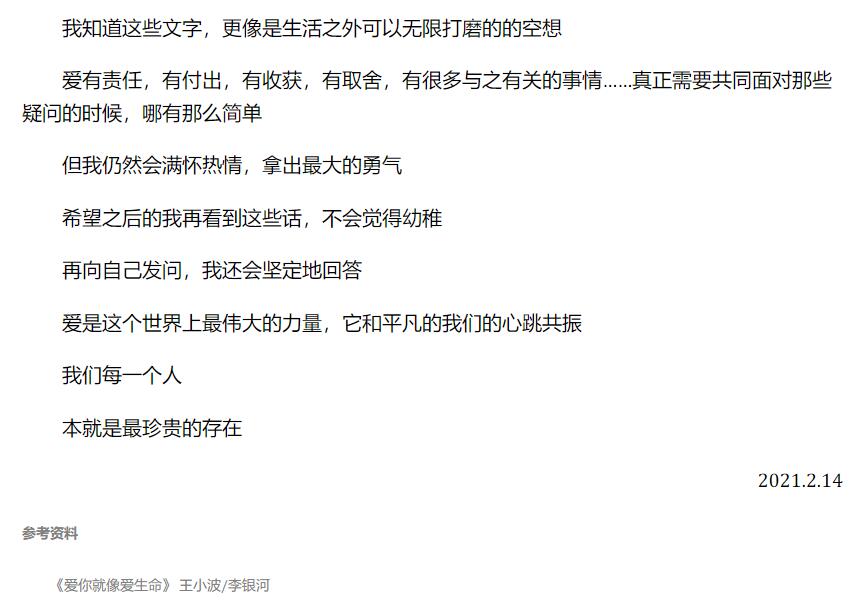 我知道这些文字，更像是生活之外可以无限打磨的的空想
爱有责任，有付出，有收获，有取舍，有很多与之有关的事情......真正需要共同面对那些
疑问的时候，哪有那么简单
但我仍然会满怀热情，拿出最大的勇气
希望之后的我再看到这些话，不会觉得幼稚
再向自己发问，我还会坚定地回答
爱是这个世界上最伟大的力量，它和平凡的我们的心跳共振
我们每一个人
本就是最珍贵的存在
2021.2.14
参考资料
《爱你就像爱生命》 王小波/李银河